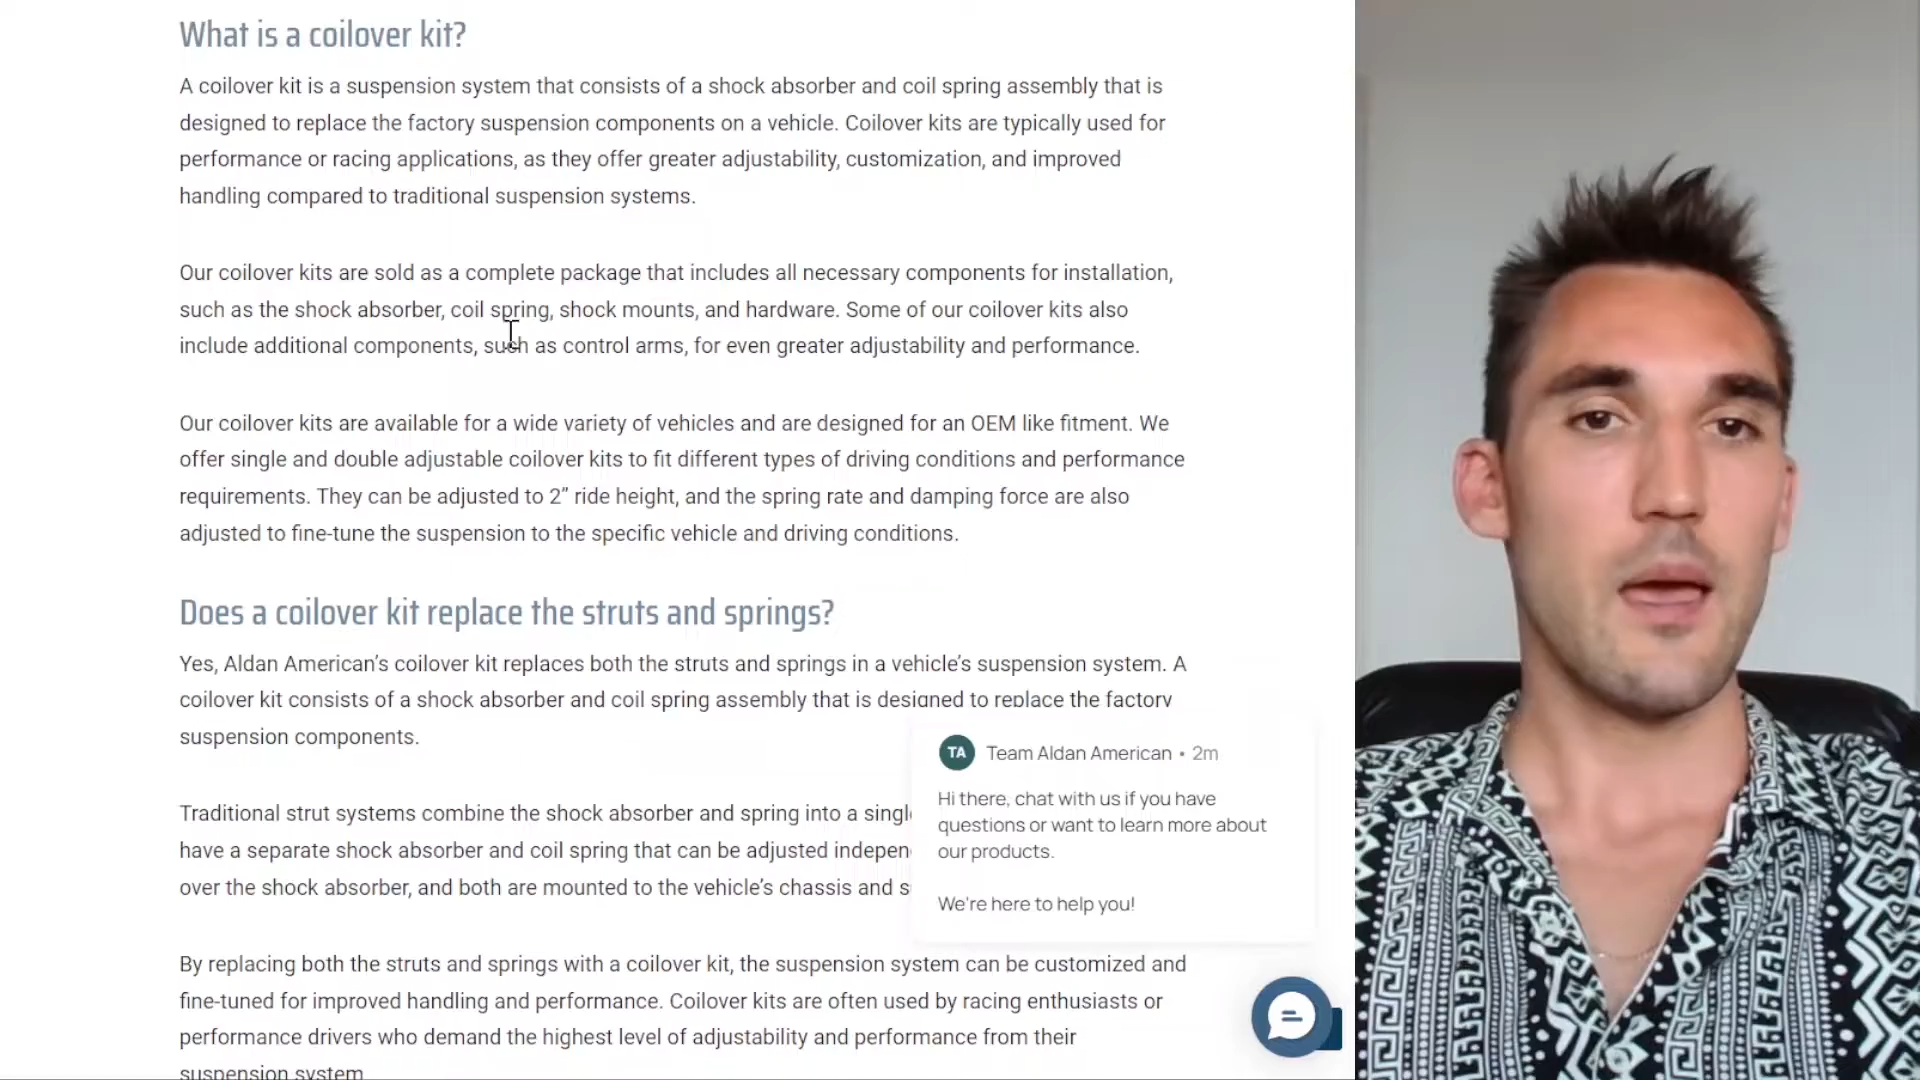 What is a coilover kit?
A coilover kit is a suspension system that consists of a shock absorber and coil spring assembly that is
designed to replace the factory suspension components on a vehicle. Coilover kits are typically used for
performance or racing applications, as they offer greater adjustability, customization, and improved
handling compared to traditional suspension systems.
Our coilover kits are sold as a complete package that includes all necessary components for installation,
such as the shock absorber, coil spring, shock mounts, and hardware. Some of our coilover kits also
include additional components, such as control arms, for even greater adjustability and performance.
Our coilover kits are available for a wide variety of vehicles and are designed for an OEM like fitment. We
offer single and double adjustable coilover kits to fit different types of driving conditions and performance
requirements. They can be adjusted to 2” ride height, and the spring rate and damping force are also
adjusted to fine-tune the suspension to the specific vehicle and driving conditions.
Does a coilover kit replace the struts and springs?
Yes, Aldan American’s coilover kit replaces both the struts and springs in a vehicle’s suspension system. A
coilover kit consists of a shock absorber and coil spring assembly that is designed to replace the factory
suspension components.
Traditional strut systems combine the shock absorber and spring into a singl
have a separate shock absorber and coil spring that can be adjusted indepen
over the shock absorber, and both are mounted to the vehicle’s chassis and s
By replacing both the struts and springs with a coilover kit, the suspension system can be customized and
fine-tuned for improved handling and performance. Coilover kits are often used by racing enthusiasts or
performance drivers who demand the highest level of adjustability and performance from their
suspension system
TA Team Aldan American • 2m
Hi there, chat with us if you have
questions or want to learn more about
our products.
We're here to help you!